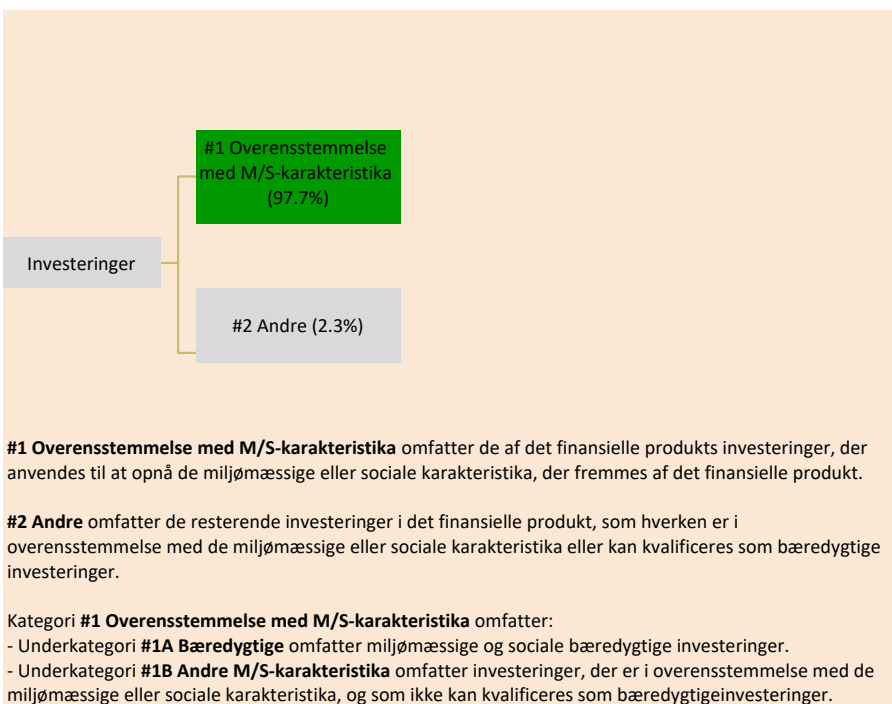 #1 Overensstemmelse
med M/S-karakteristika
(97.7%)
Investeringer
#2 Andre (2.3%)
#1 Overensstemmelse med M/S-karakteristika omfatter de af det finansielle produkts investeringer, der
anvendes til at opnå de miljømæssige eller sociale karakteristika, der fremmes af det finansielle produkt.
#2 Andre omfatter de resterende investeringer i det finansielle produkt, som hverken er i
overensstemmelse med de miljømæssige eller sociale karakteristika eller kan kvalificeres som bæredygtige
investeringer.
Kategori #1 Overensstemmelse med M/S-karakteristika omfatter:
- Underkategori #1A Bæredygtige omfatter miljømæssige og sociale bæredygtige investeringer.
- Underkategori #1B Andre M/S-karakteristika omfatter investeringer, der er i overensstemmelse med de
miljømæssige eller sociale karakteristika, og som ikke kan kvalificeres som bæredygtigeinvesteringer.